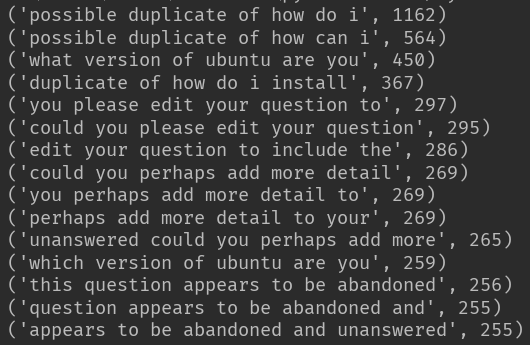 ('possible duplicate of how do i', 1162)
('possible duplicate of how can i', 564)
('what version of ubuntu are you', 450)
('duplicate of how do i install', 367)
('you please edit your question to', 297)
('could you please edit your question', 295)
('edit your question to include the', 286)
('could you perhaps add more detail', 269)
('you perhaps add more detail to', 269)
('perhaps add more detail to your', 269)
('unanswered could you perhaps add more', 265)
('which version of ubuntu are you', 259)
('this question appears to be abandoned', 256)
('question appears to be abandoned and', 255)
('appears to be abandoned and unanswered', 255)